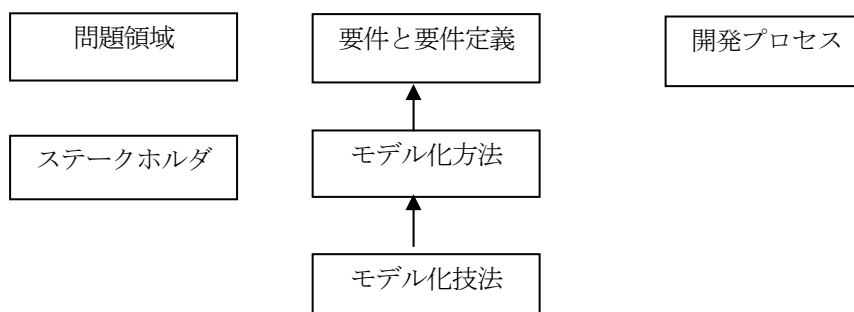 問題領域
要件と要件定義
開発プロセス
ステークホルダ
モデル化方法
モデル化技法